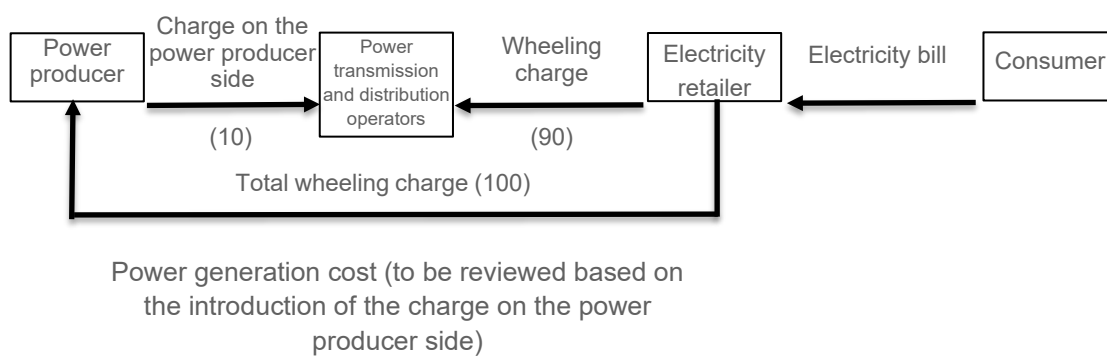 Power
producer
Charge on the
power producer
side
(10)
Power
transmission
and distribution
operators
Wheeling
charge
(90)
Electricity
retailer
Electricity bill
Consumer
Total wheeling charge (100)
Power generation cost (to be reviewed based on
the introduction of the charge on the power
producer side)